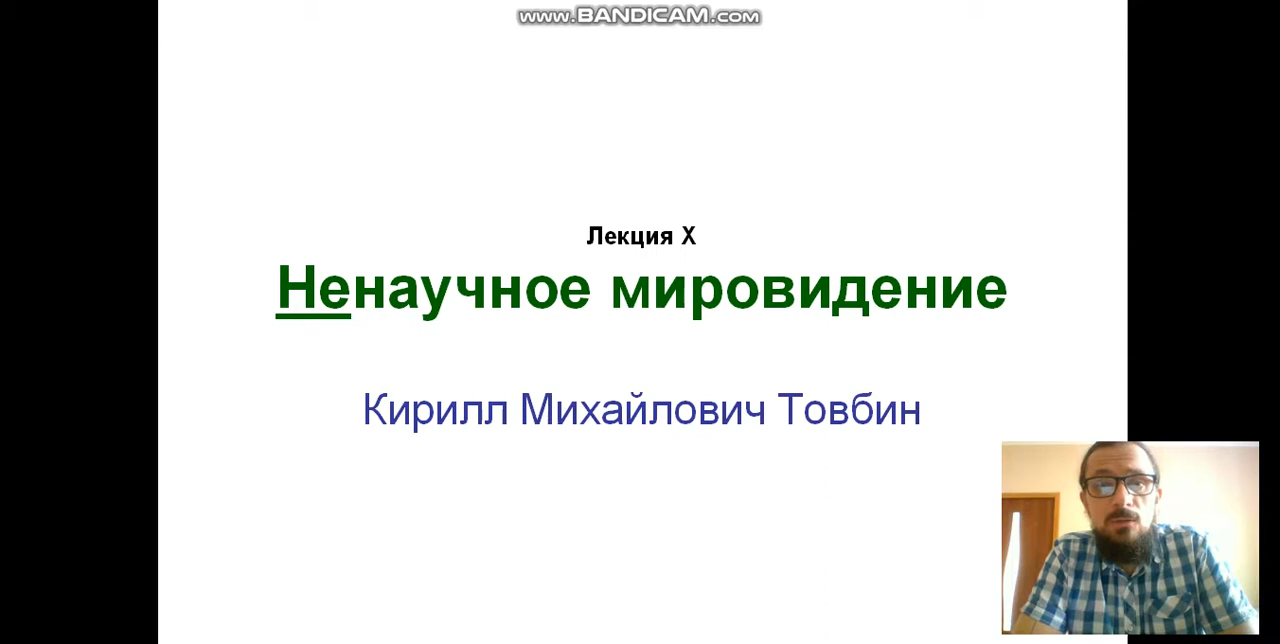 www.BANDICAM.com
Лекция X
Ненаучное мировидение
Кирилл Михайлович Товбин